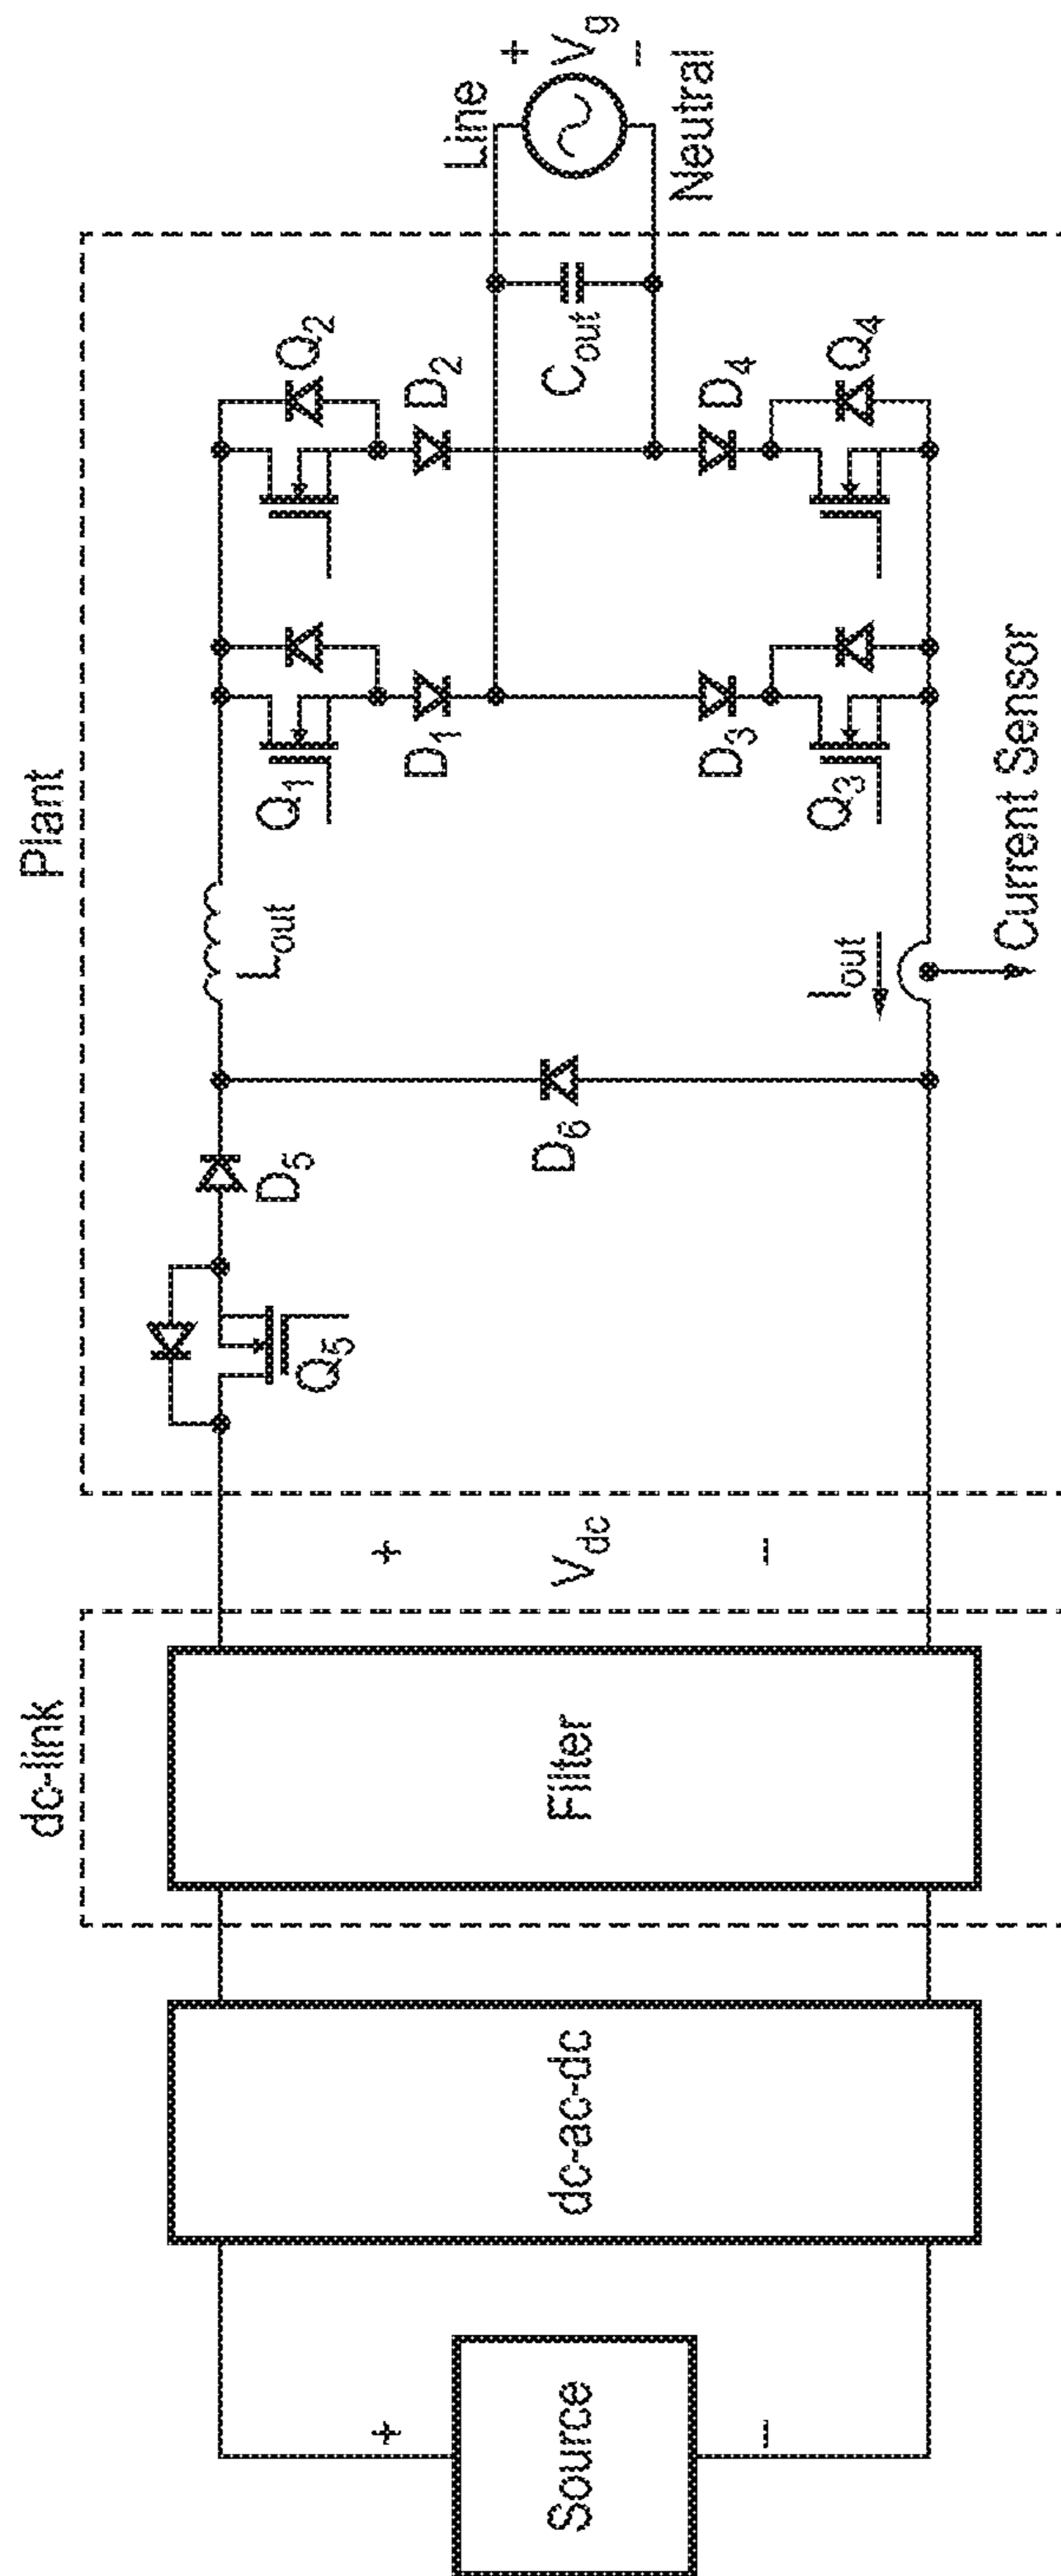 Source
+
−
dc-ac-dc
dc-link
Filter
+
V_dc
−
Plant
Q_5
D_5
D_6
L_out
I_out
Current Sensor
Q_1
D_1
D_3
Q_3
Q_2
D_2
C_out
D_4
Q_4
Line
+
V_g
−
Neutral